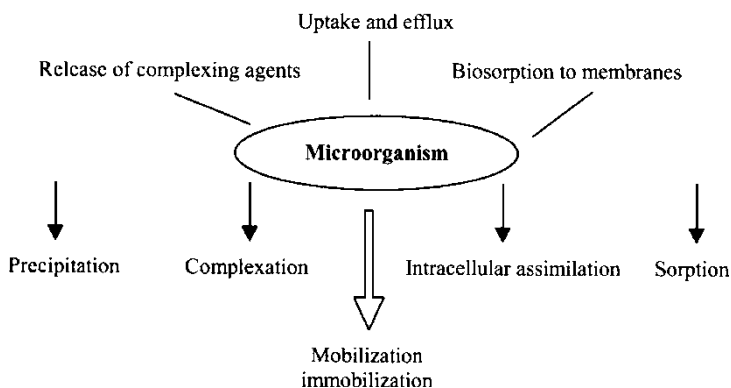 Uptake and efflux
Release of complexing agents
Biosorption to membranes
Microorganism
Precipitation
Complexation
Intracellular assimilation
Sorption
Mobilization
immobilization